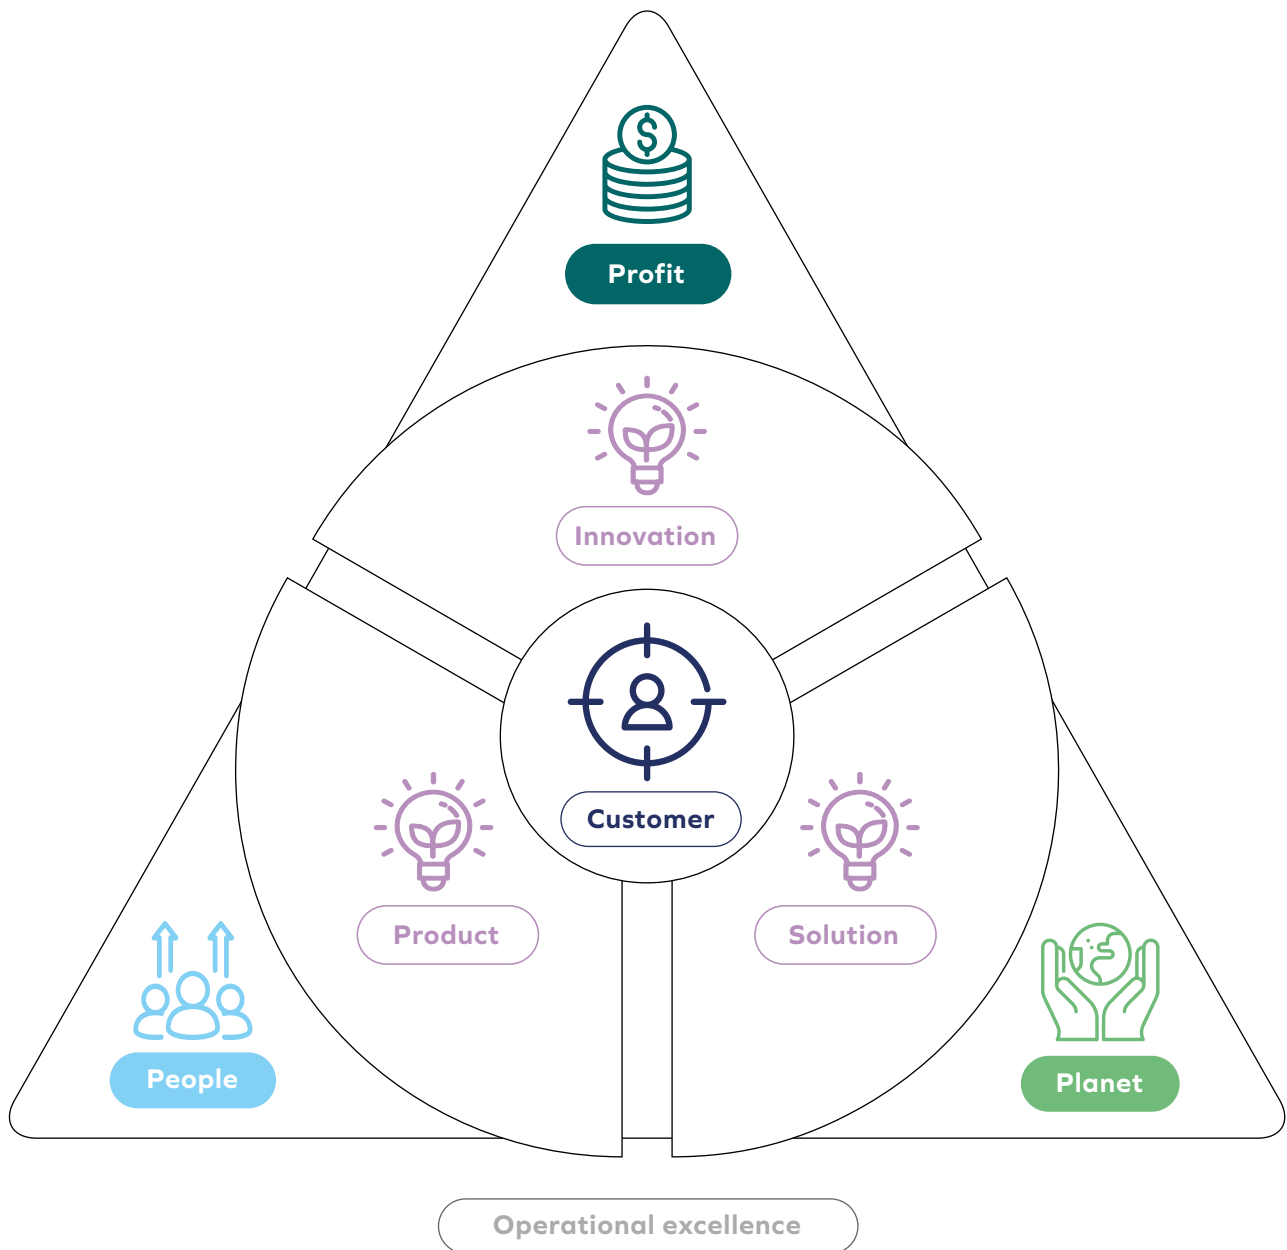 $
Profit
Innovation
Customer
Product
Solution
People
Planet
Operational excellence